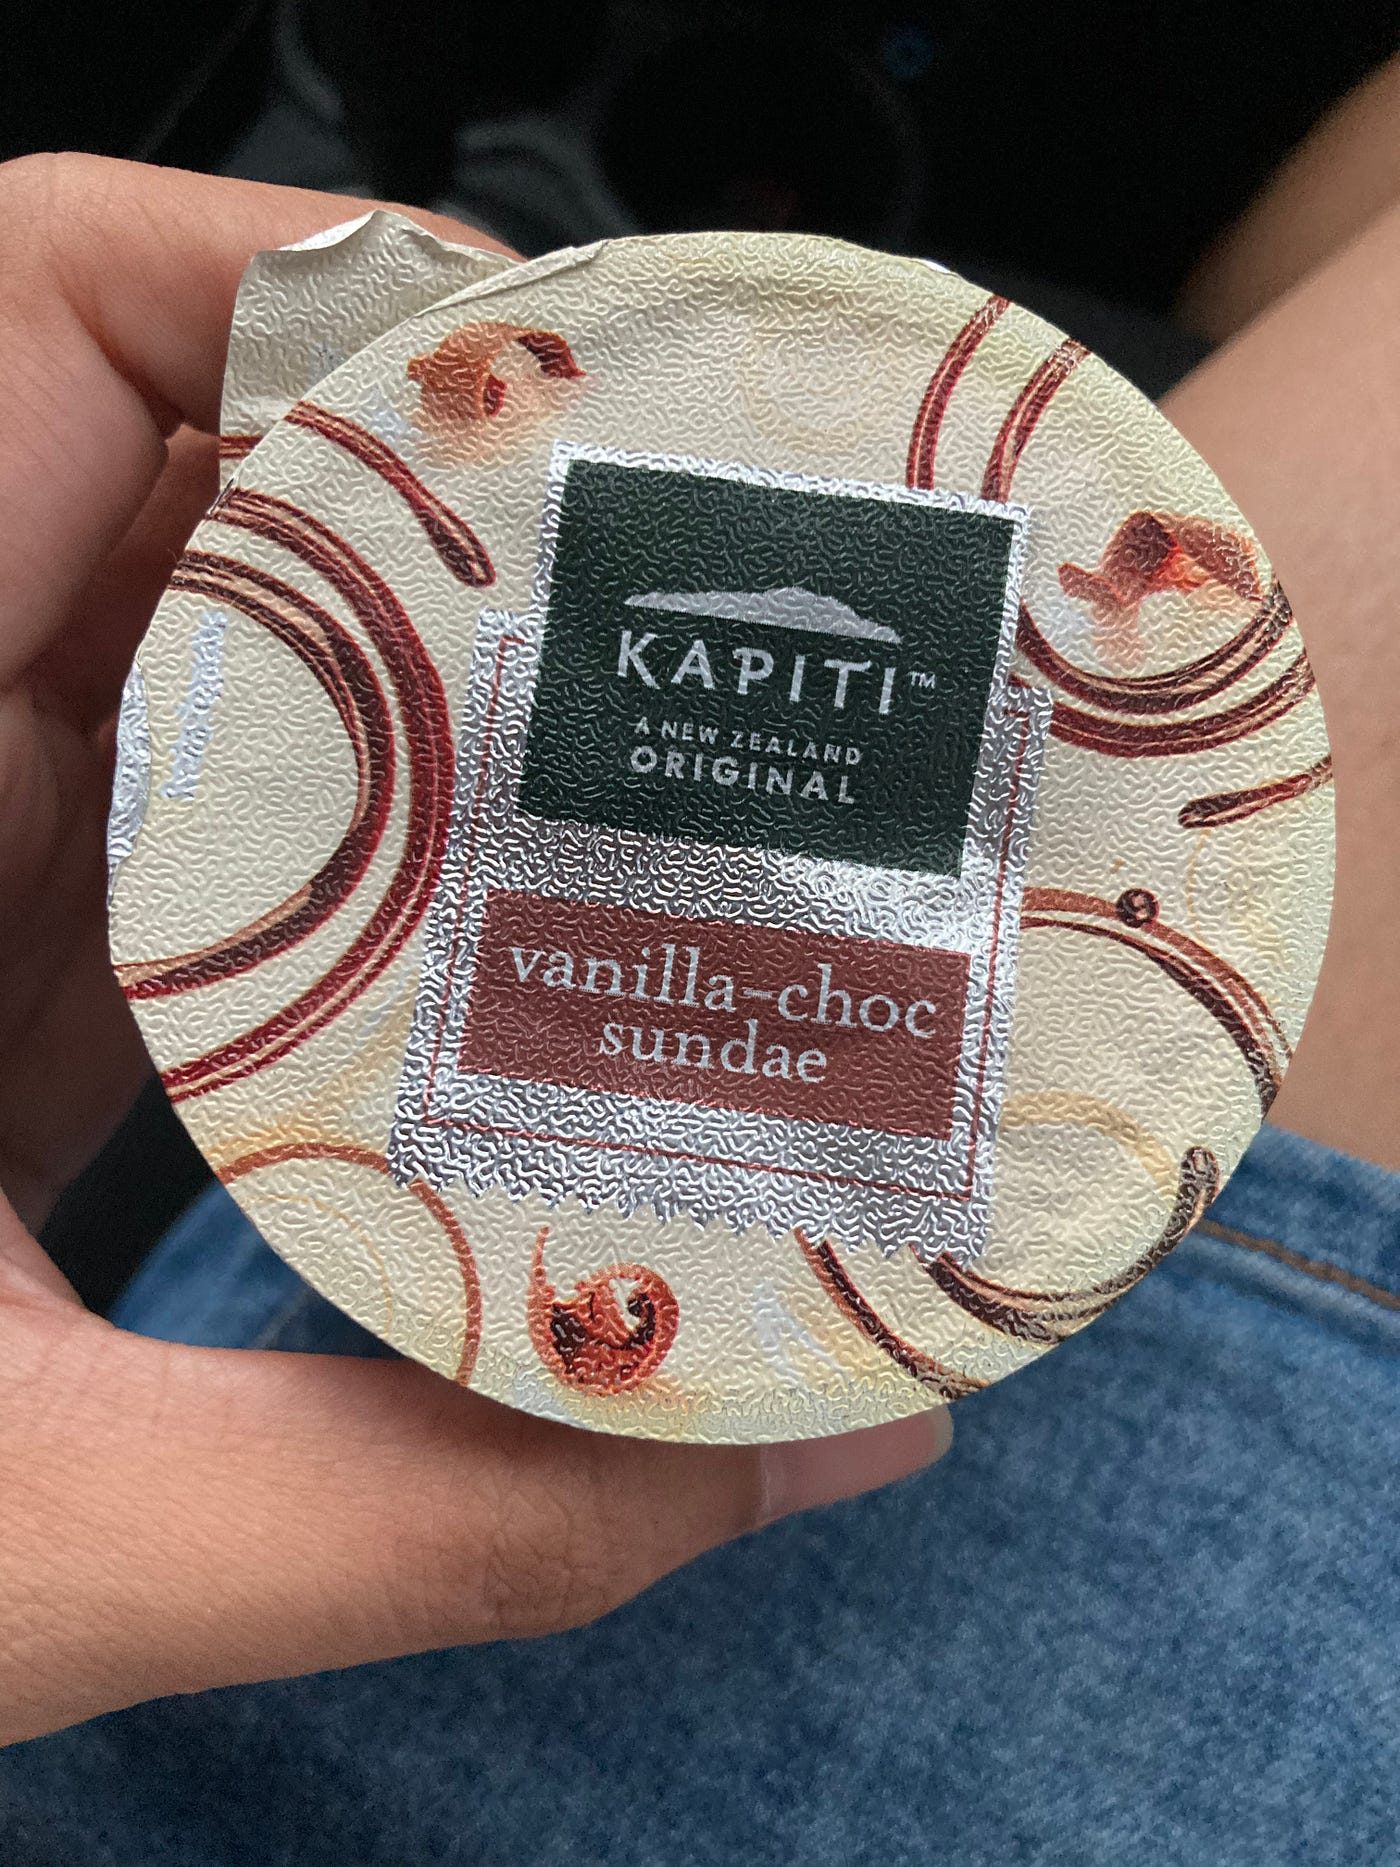 KAPITI™
A NEW ZEALAND
ORIGINAL
vanilla-choc
sundae